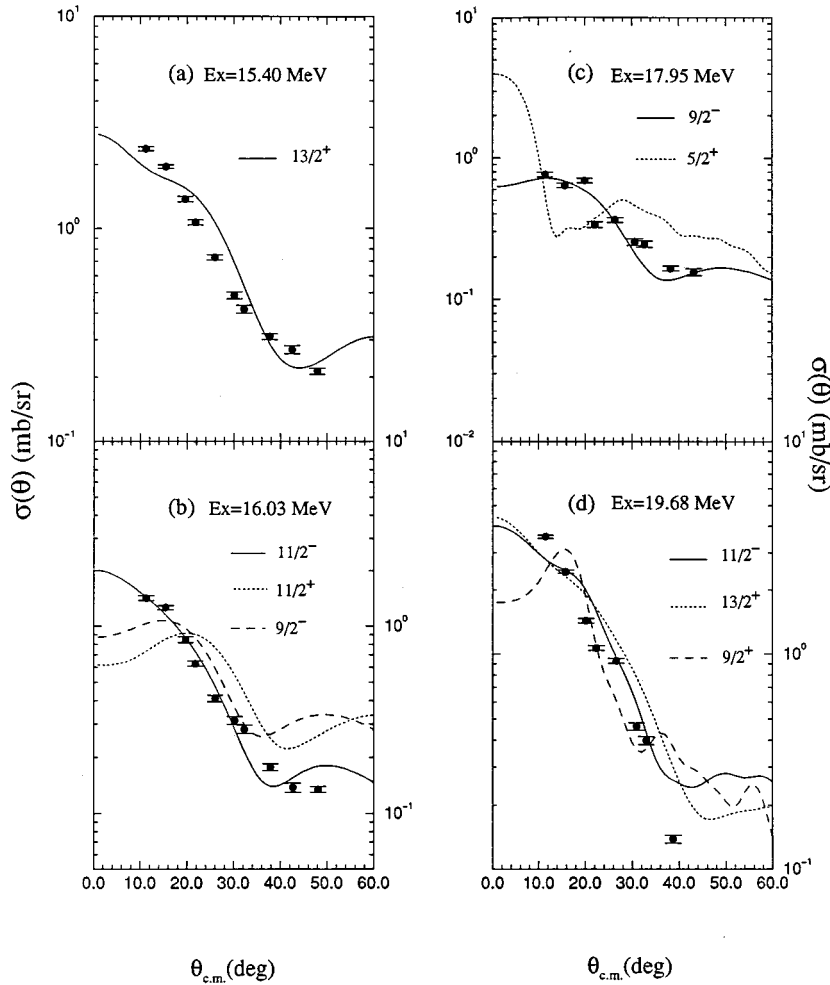 10¹
10⁰
10⁻¹
(a) Ex=15.40 MeV
13/2⁺
10¹
10⁰
10⁻¹
10⁻²
(c) Ex=17.95 MeV
9/2⁻
5/2⁺
σ(θ) (mb/sr)
σ(θ) (mb/sr)
10¹
10⁰
10⁻¹
(b) Ex=16.03 MeV
11/2⁻
11/2⁺
9/2⁻
0.0 10.0 20.0 30.0 40.0 50.0 60.0
10¹
10⁰
10⁻¹
(d) Ex=19.68 MeV
11/2⁻
13/2⁺
9/2⁺
0.0 10.0 20.0 30.0 40.0 50.0 60.0
θc.m.(deg)
θc.m.(deg)